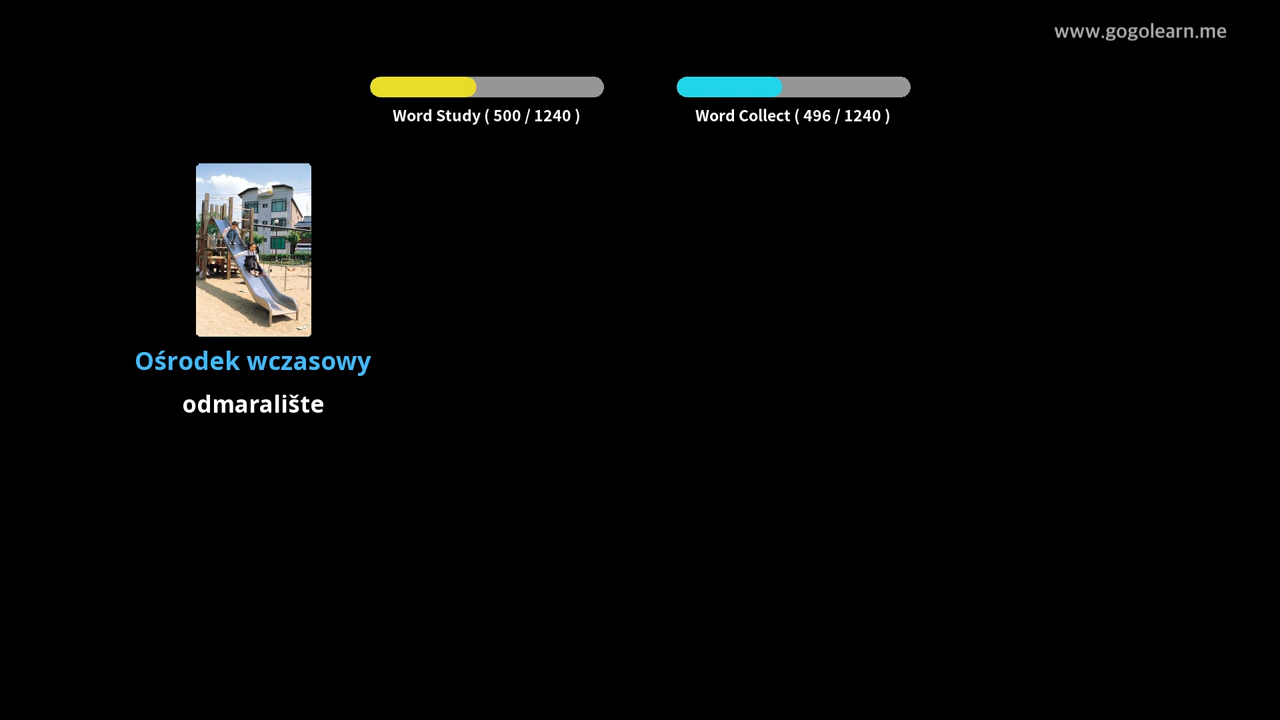 www.gogolearn.me
Word Study ( 500 / 1240 )
Word Collect ( 496 / 1240 )
Ośrodek wczasowy
odmaralište